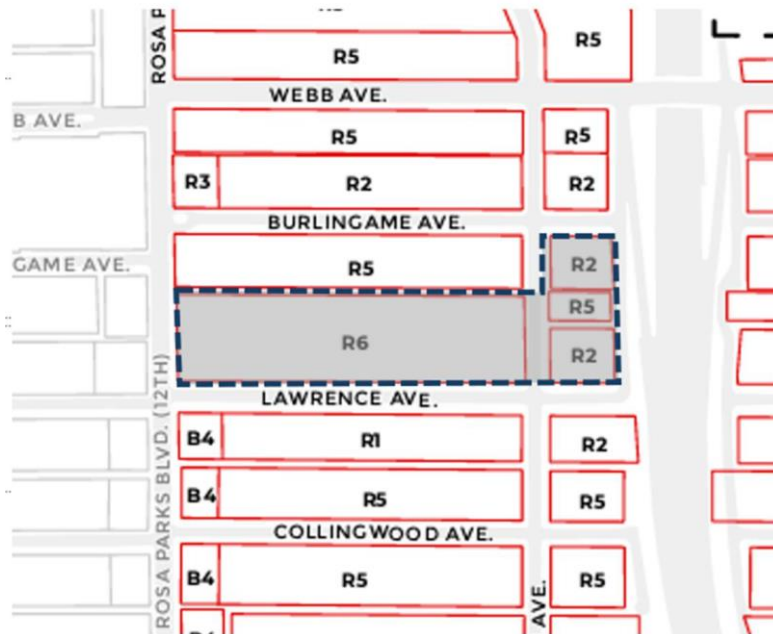 ROSA P
R5
R5
WEBB AVE.
B AVE.
R5
R5
R3
R2
R2
BURLINGAME AVE.
GAME AVE.
R5
R2
R5
R6
R2
LAWRENCE AVE.
ROSA PARKS BLVD. (12TH)
B4
R1
R2
B4
R5
R5
COLLINGWOOD AVE.
B4
R5
R5
AVE.